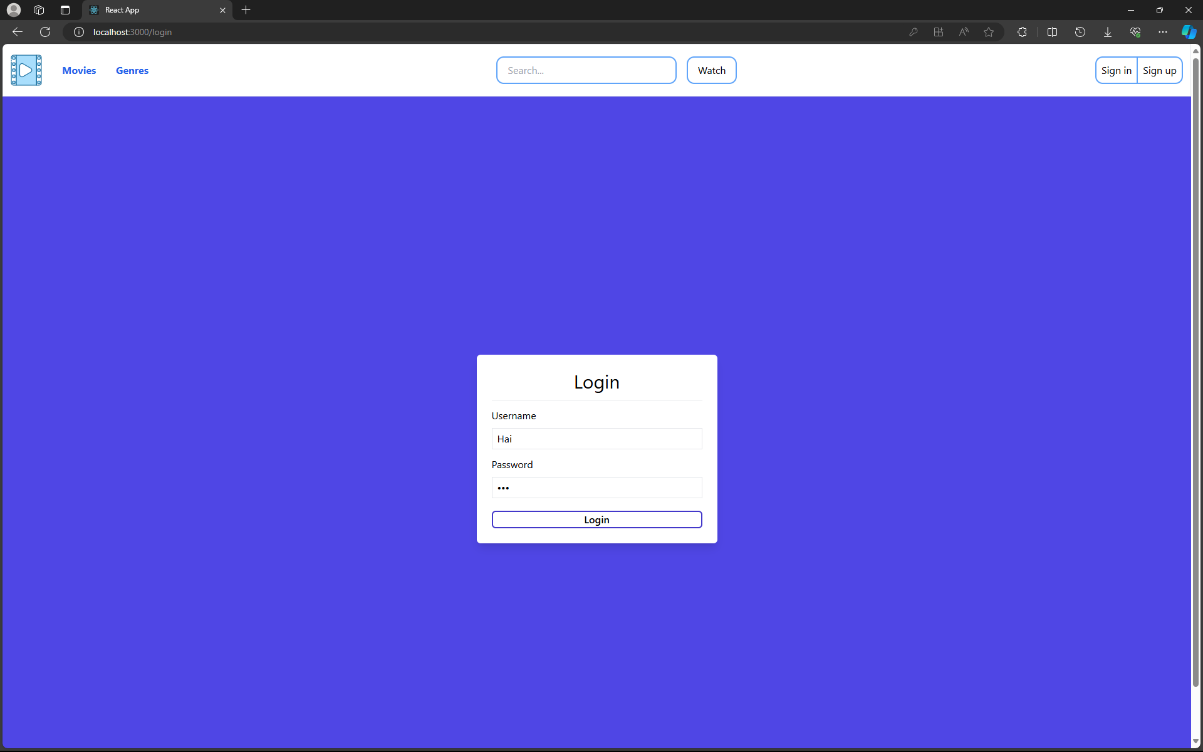 React App
localhost:3000/login
Movies Genres Search... Watch Sign in Sign up
Login
Username
Hai
Password
•••
Login